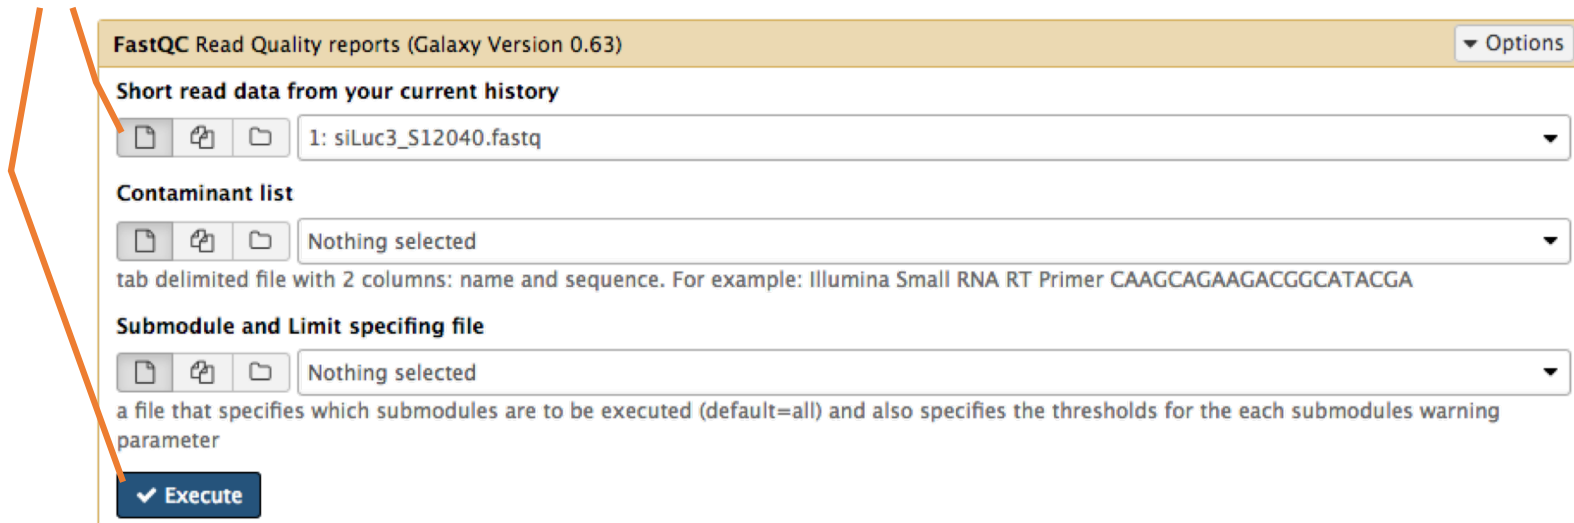 FastQC Read Quality reports (Galaxy Version 0.63)
Options
Short read data from your current history
1: siLuc3_S12040.fastq
Contaminant list
Nothing selected
tab delimited file with 2 columns: name and sequence. For example: Illumina Small RNA RT Primer CAAGCAGAAGACGGCATACGA
Submodule and Limit specifing file
Nothing selected
a file that specifies which submodules are to be executed (default=all) and also specifies the thresholds for the each submodules warning
parameter
Execute